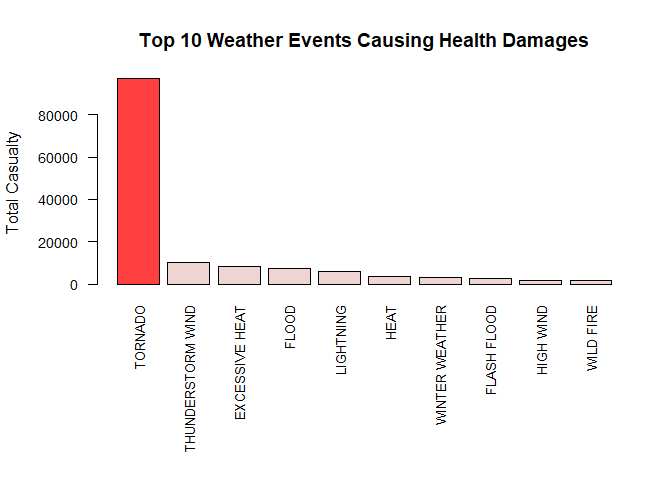 Top 10 Weather Events Causing Health Damages
Total Casualty
80000
60000
40000
20000
0
TORNADO
THUNDERSTORM WIND
EXCESSIVE HEAT
FLOOD
LIGHTNING
HEAT
WINTER WEATHER
FLASH FLOOD
HIGH WIND
WILD FIRE